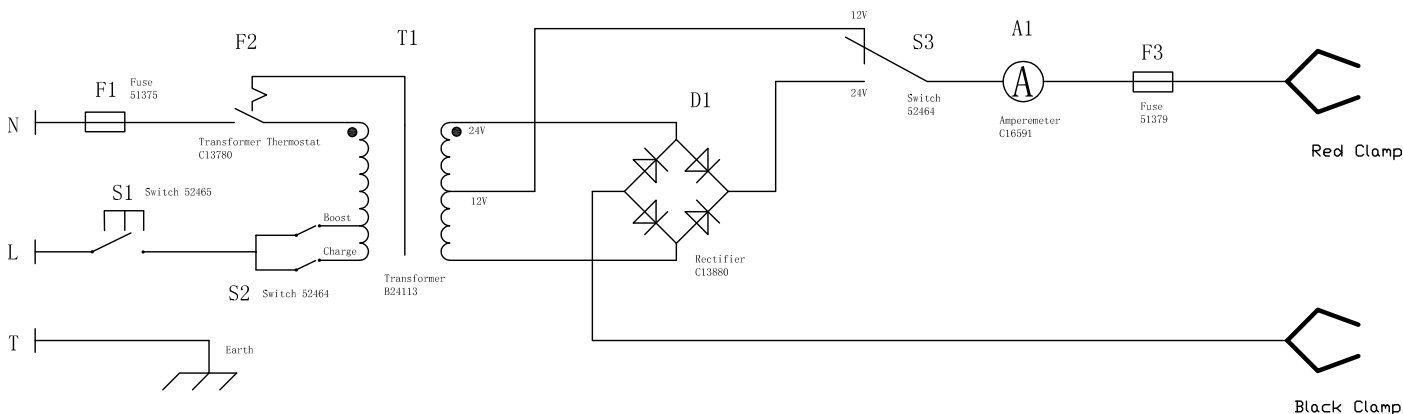 12V
F2
T1
S3
A1
F3
F1
Fuse
51375
24V
D1
Switch
52464
Fuse
51379
A
Amperemeter
C16591
N
24V
Transformer Thermostat
C13780
Red Clamp
S1
Switch 52465
12V
Boost
L
Charge
Rectifier
C13880
Transformer
B24113
S2
Switch 52464
T
Earth
Black Clamp